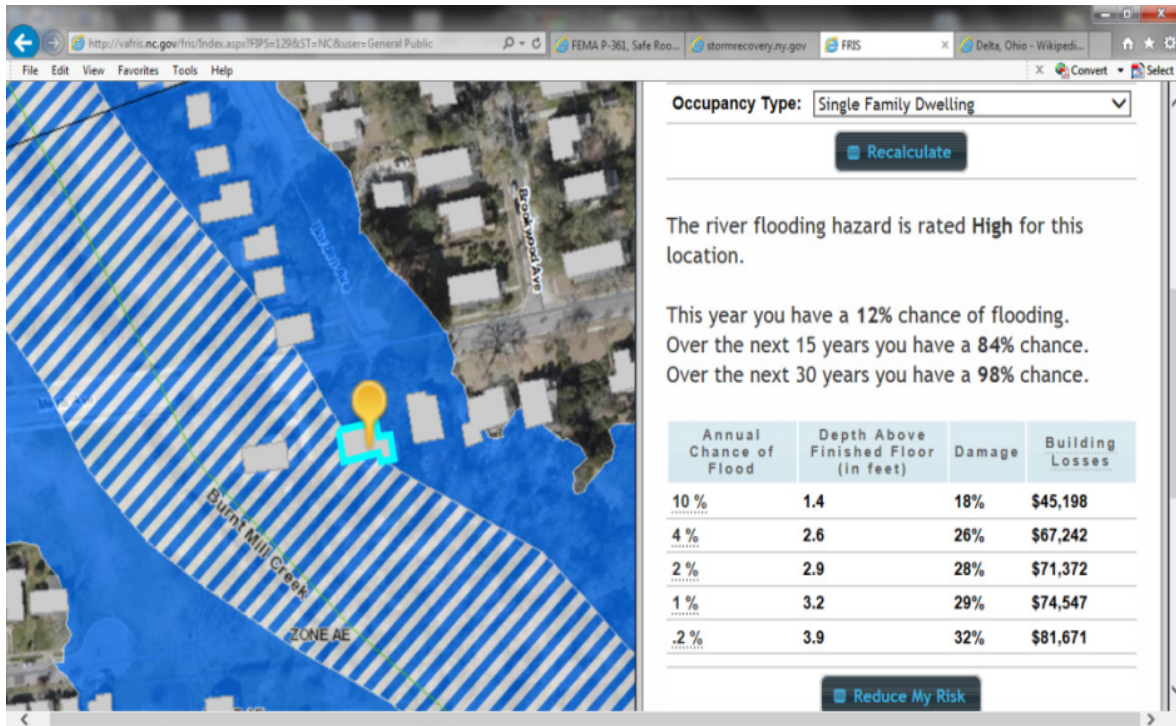 http://vafris.nc.gov/fris/Index.aspx?FIPS=129&ST=NC&user=General Public
FEMA P-361, Safe Roo...
stormrecovery.ny.gov
FRIS
Delta, Ohio - Wikipedi...
File Edit View Favorites Tools Help
Convert
Select
Occupancy Type: Single Family Dwelling
Recalculate
The river flooding hazard is rated High for this
location.
This year you have a 12% chance of flooding.
Over the next 15 years you have a 84% chance.
Over the next 30 years you have a 98% chance.
Annual Chance of Flood Depth Above Finished Floor (in feet) Damage Building Losses
10 % 1.4 18% $45,198
4 % 2.6 26% $67,242
2 % 2.9 28% $71,372
1 % 3.2 29% $74,547
.2 % 3.9 32% $81,671
Reduce My Risk
Brookwood Ave
Burnt Mill Creek
ZONE AE